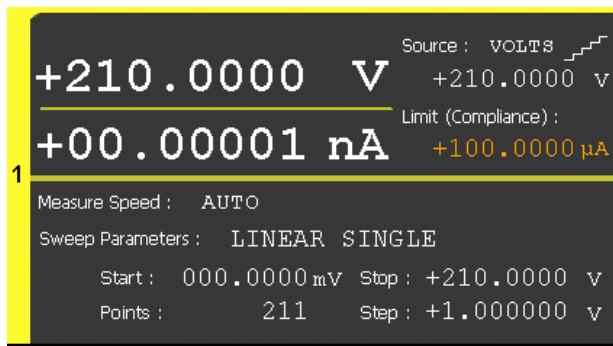 Source : VOLTS
+210.0000 V
+210.0000 V
Limit (Compliance) :
+00.00001 nA
+100.0000 µA
1
Measure Speed : AUTO
Sweep Parameters : LINEAR SINGLE
Start : 000.0000 mV Stop : +210.0000 V
Points : 211 Step : +1.000000 V